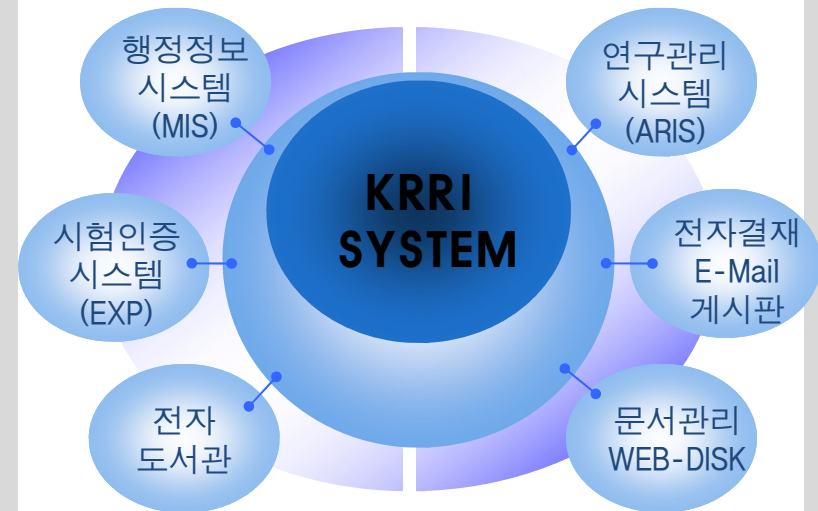 행정정보
시스템
(MIS)
연구관리
시스템
(ARIS)
KRRI
SYSTEM
시험인증
시스템
(EXP)
전자결재
E-Mail
게시판
전자
도서관
문서관리
WEB-DISK